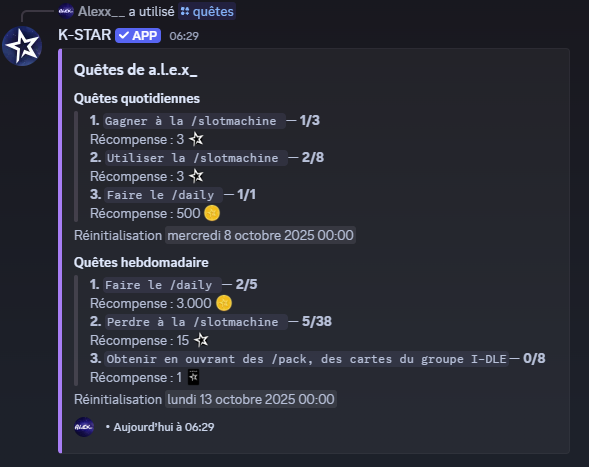 Alexx__ a utilisé quêtes
K-STAR APP 06:29
Quêtes de a.l.e.x_
Quêtes quotidiennes
1. Gagner à la /slotmachine — 1/3
Récompense : 3
2. Utiliser la /slotmachine — 2/8
Récompense : 3
3. Faire le /daily — 1/1
Récompense : 500
Réinitialisation mercredi 8 octobre 2025 00:00
Quêtes hebdomadaire
1. Faire le /daily — 2/5
Récompense : 3.000
2. Perdre à la /slotmachine — 5/38
Récompense : 15
3. Obtenir en ouvrant des /pack, des cartes du groupe I-DLE — 0/8
Récompense : 1
Réinitialisation lundi 13 octobre 2025 00:00
ALEX__ • Aujourd’hui à 06:29